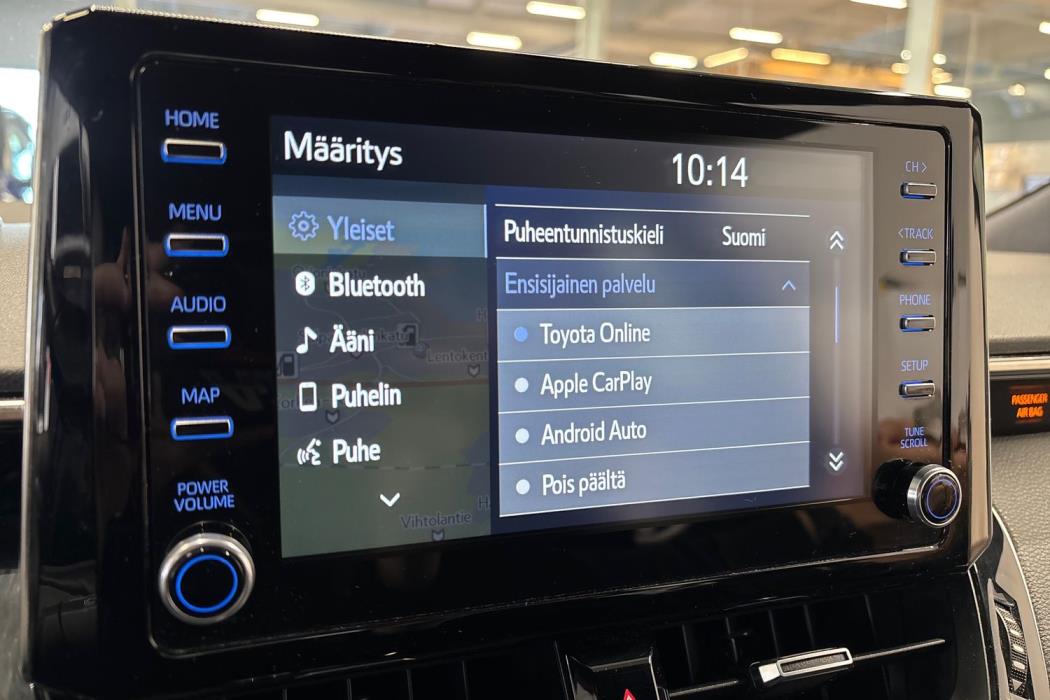 HOME
MENU
AUDIO
MAP
POWER
VOLUME
Määritys
10:14
Yleiset
Bluetooth
Ääni
Puhelin
Puhe
Lentokent
Vihtolantie
Puheentunnistuskieli Suomi
Ensisijainen palvelu
Toyota Online
Apple CarPlay
Android Auto
Pois päältä
CH >
< TRACK
PHONE
SETUP
TUNE
SCROLL
PASSENGER
AIR BAG